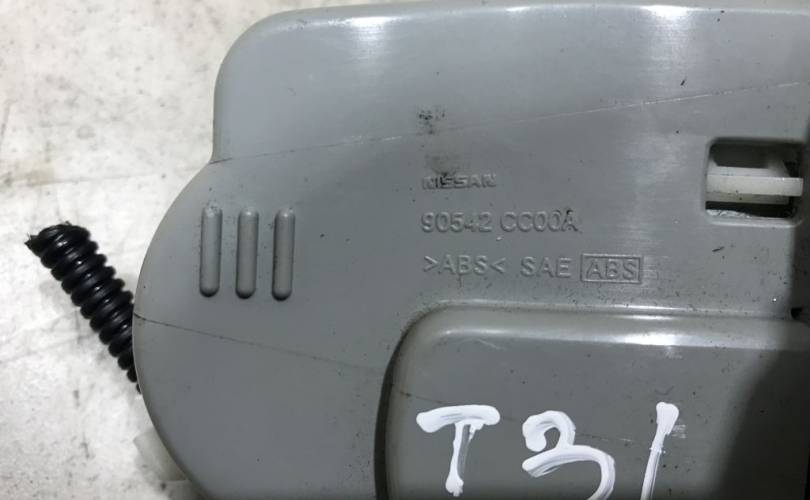 NISSAN
90542 CC00A
>ABS< SAE ABS
T31